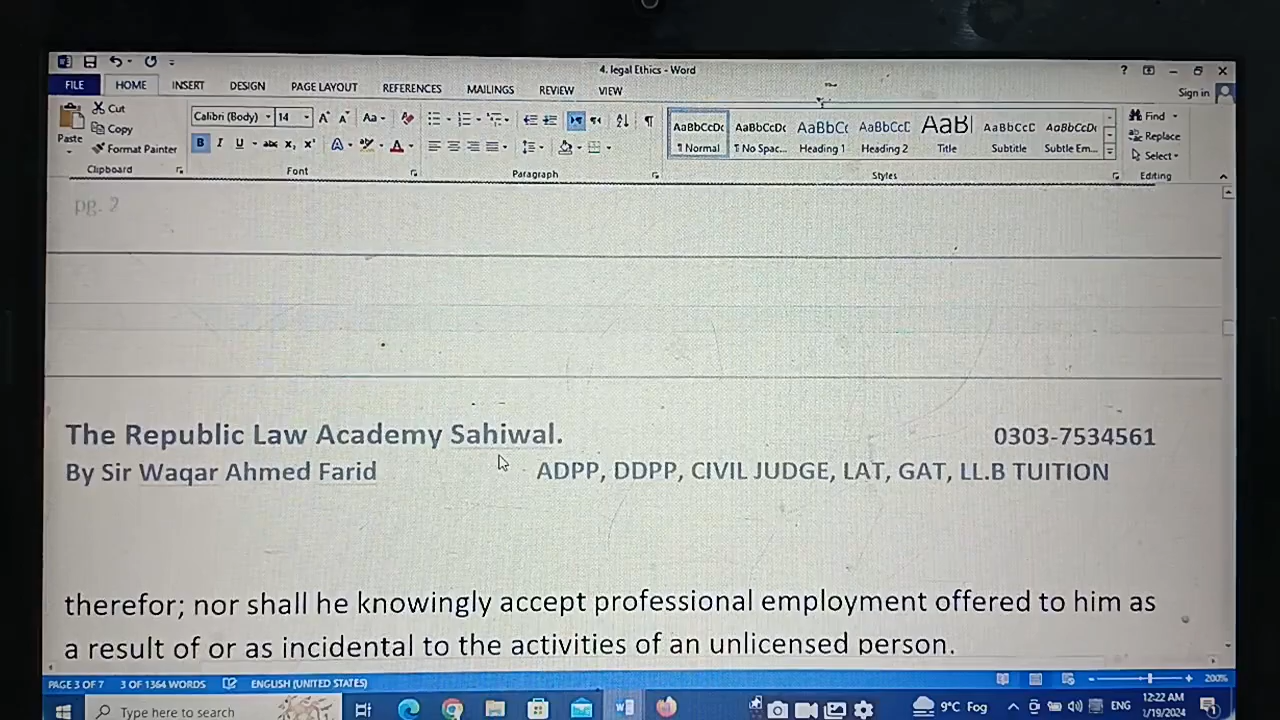 4. legal Ethics - Word
? 
Sign in
FILE HOME INSERT DESIGN PAGE LAYOUT REFERENCES MAILINGS REVIEW VIEW
Paste
Cut
Copy
Format Painter
Clipboard
Calibri (Body) 14
B I U abc X₂ X²
Font
Paragraph
AaBbCcDc AaBbCcDc AaBbC( AaBbCcC AaB AaBbCcC AaBbCcDc
¶ Normal ¶ No Spac... Heading 1 Heading 2 Title Subtitle Subtle Em...
Styles
Find
Replace
Select
Editing
pg. 2
The Republic Law Academy Sahiwal. 0303-7534561
By Sir Waqar Ahmed Farid ADPP, DDPP, CIVIL JUDGE, LAT, GAT, LL.B TUITION
therefor; nor shall he knowingly accept professional employment offered to him as
a result of or as incidental to the activities of an unlicensed person.
PAGE 3 OF 7 3 OF 1364 WORDS ENGLISH (UNITED STATES) 200%
Type here to search
9°C Fog
ENG
12:22 AM
1/19/2024